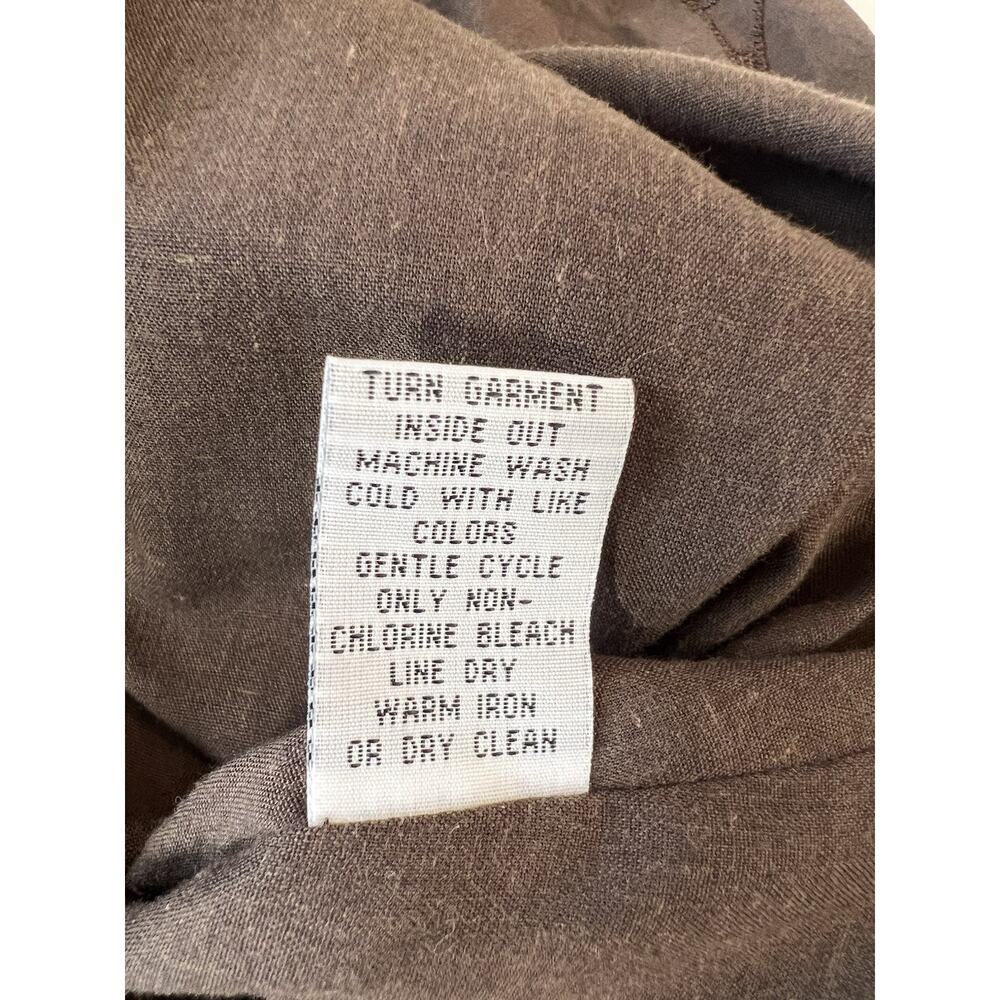 TURN GARMENT
INSIDE OUT
MACHINE WASH
COLD WITH LIKE
COLORS
GENTLE CYCLE
ONLY NON-
CHLORINE BLEACH
LINE DRY
WARM IRON
OR DRY CLEAN